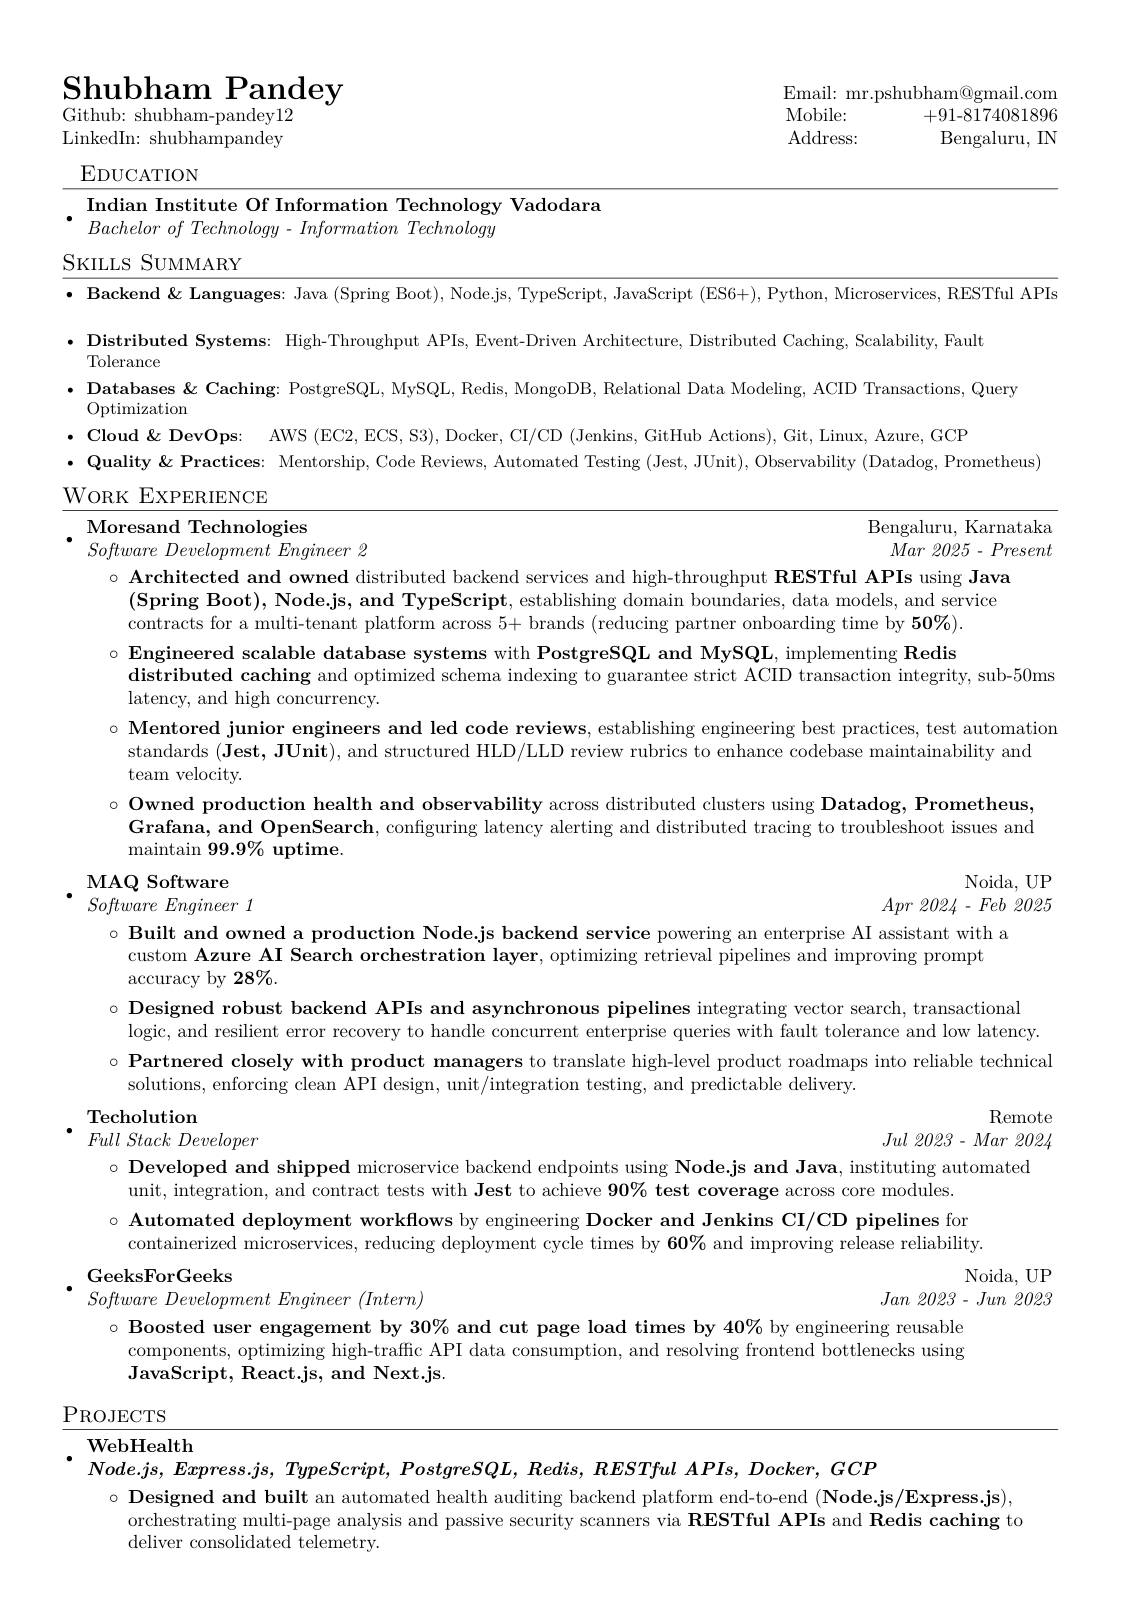 Shubham Pandey
Email: mr.pshubham@gmail.com
Github: shubham-pandey12
Mobile: +91-8174081896
LinkedIn: shubhampandey
Address: Bengaluru, IN
Education
• Indian Institute Of Information Technology Vadodara
Bachelor of Technology - Information Technology
Skills Summary
• Backend & Languages: Java (Spring Boot), Node.js, TypeScript, JavaScript (ES6+), Python, Microservices, RESTful APIs
• Distributed Systems: High-Throughput APIs, Event-Driven Architecture, Distributed Caching, Scalability, Fault
Tolerance
• Databases & Caching: PostgreSQL, MySQL, Redis, MongoDB, Relational Data Modeling, ACID Transactions, Query
Optimization
• Cloud & DevOps: AWS (EC2, ECS, S3), Docker, CI/CD (Jenkins, GitHub Actions), Git, Linux, Azure, GCP
• Quality & Practices: Mentorship, Code Reviews, Automated Testing (Jest, JUnit), Observability (Datadog, Prometheus)
Work Experience
• Moresand Technologies Bengaluru, Karnataka
Software Development Engineer 2 Mar 2025 - Present
○ Architected and owned distributed backend services and high-throughput RESTful APIs using Java
(Spring Boot), Node.js, and TypeScript, establishing domain boundaries, data models, and service
contracts for a multi-tenant platform across 5+ brands (reducing partner onboarding time by 50%).
○ Engineered scalable database systems with PostgreSQL and MySQL, implementing Redis
distributed caching and optimized schema indexing to guarantee strict ACID transaction integrity, sub-50ms
latency, and high concurrency.
○ Mentored junior engineers and led code reviews, establishing engineering best practices, test automation
standards (Jest, JUnit), and structured HLD/LLD review rubrics to enhance codebase maintainability and
team velocity.
○ Owned production health and observability across distributed clusters using Datadog, Prometheus,
Grafana, and OpenSearch, configuring latency alerting and distributed tracing to troubleshoot issues and
maintain 99.9% uptime.
• MAQ Software Noida, UP
Software Engineer 1 Apr 2024 - Feb 2025
○ Built and owned a production Node.js backend service powering an enterprise AI assistant with a
custom Azure AI Search orchestration layer, optimizing retrieval pipelines and improving prompt
accuracy by 28%.
○ Designed robust backend APIs and asynchronous pipelines integrating vector search, transactional
logic, and resilient error recovery to handle concurrent enterprise queries with fault tolerance and low latency.
○ Partnered closely with product managers to translate high-level product roadmaps into reliable technical
solutions, enforcing clean API design, unit/integration testing, and predictable delivery.
• Techolution Remote
Full Stack Developer Jul 2023 - Mar 2024
○ Developed and shipped microservice backend endpoints using Node.js and Java, instituting automated
unit, integration, and contract tests with Jest to achieve 90% test coverage across core modules.
○ Automated deployment workflows by engineering Docker and Jenkins CI/CD pipelines for
containerized microservices, reducing deployment cycle times by 60% and improving release reliability.
• GeeksForGeeks Noida, UP
Software Development Engineer (Intern) Jan 2023 - Jun 2023
○ Boosted user engagement by 30% and cut page load times by 40% by engineering reusable
components, optimizing high-traffic API data consumption, and resolving frontend bottlenecks using
JavaScript, React.js, and Next.js.
Projects
• WebHealth
Node.js, Express.js, TypeScript, PostgreSQL, Redis, RESTful APIs, Docker, GCP
○ Designed and built an automated health auditing backend platform end-to-end (Node.js/Express.js),
orchestrating multi-page analysis and passive security scanners via RESTful APIs and Redis caching to
deliver consolidated telemetry.